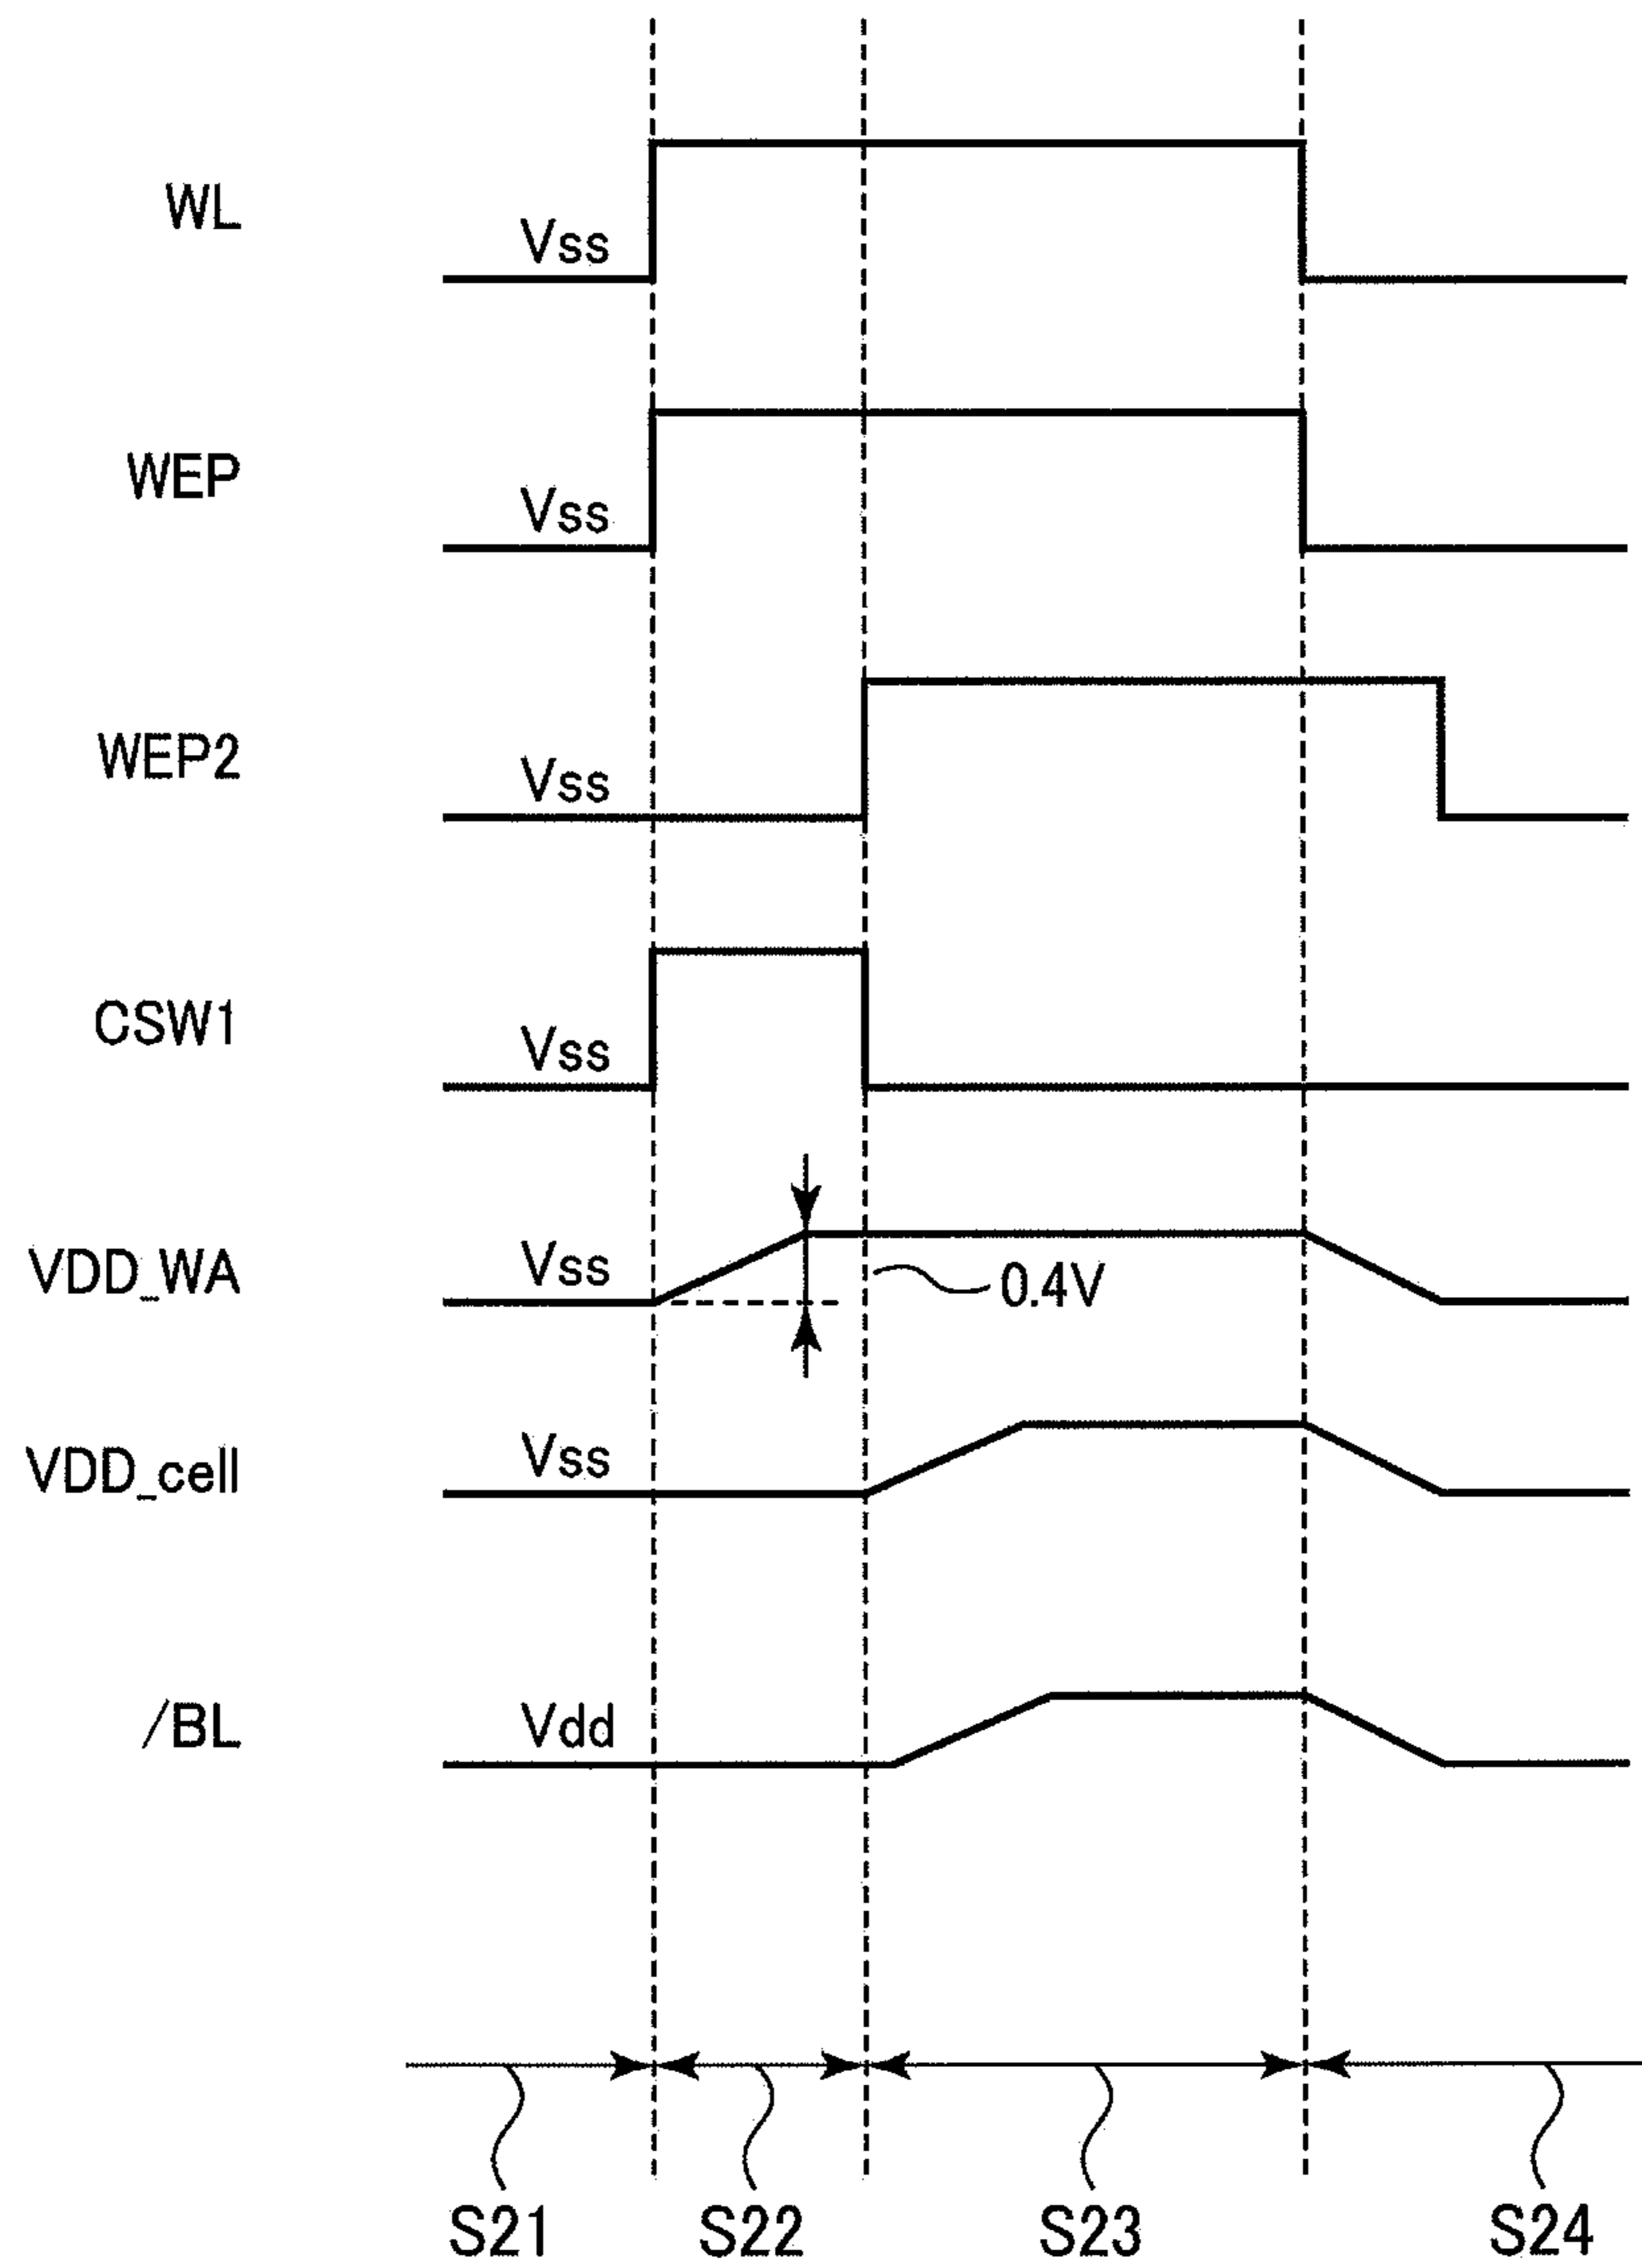 WL Vss
WEP Vss
WEP2 Vss
CSW1 Vss
VDD_WA Vss 0.4V
VDD_cell Vss
/BL Vdd
S21 S22 S23 S24